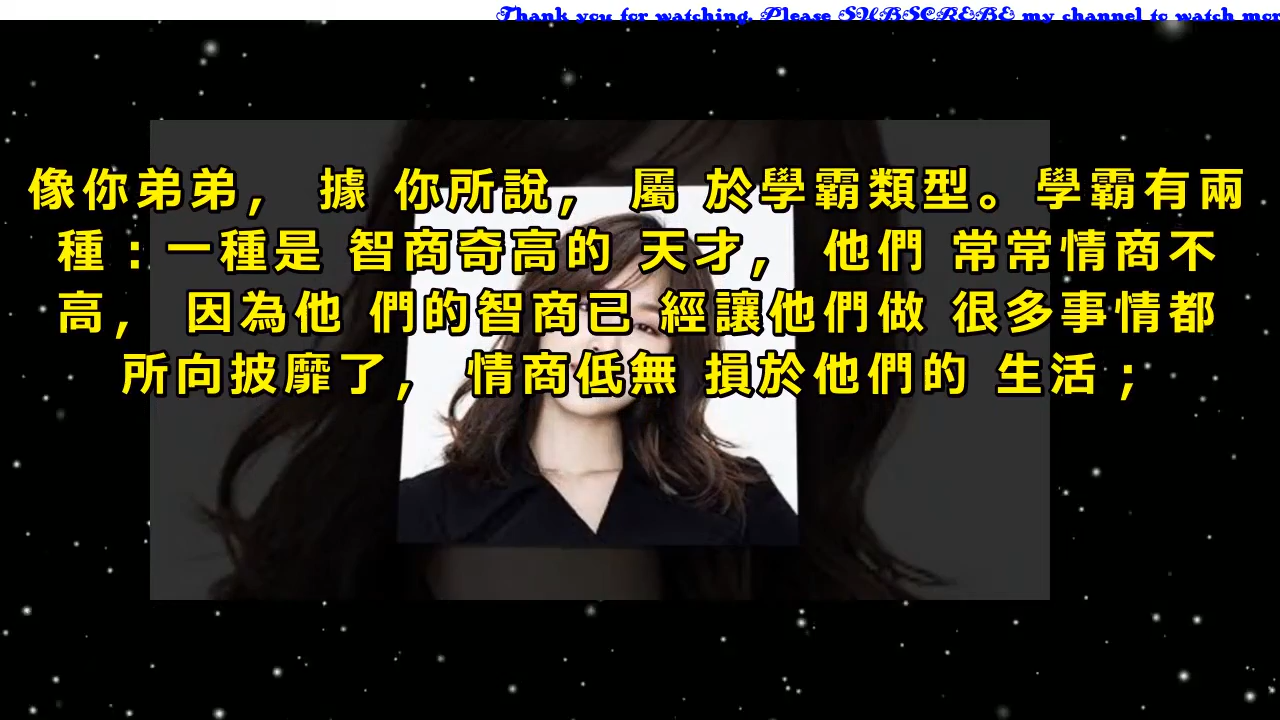 Thank you for watching. Please SUBSCRIBE my channel to watch
像你弟弟， 據 你所說， 屬 於學霸類型。學霸有兩
種：一種是 智商奇高的 天才， 他們 常常情商不
高， 因為他 們的智商已 經讓他們做 很多事情都
所向披靡了， 情商低無 損於他們的 生活；